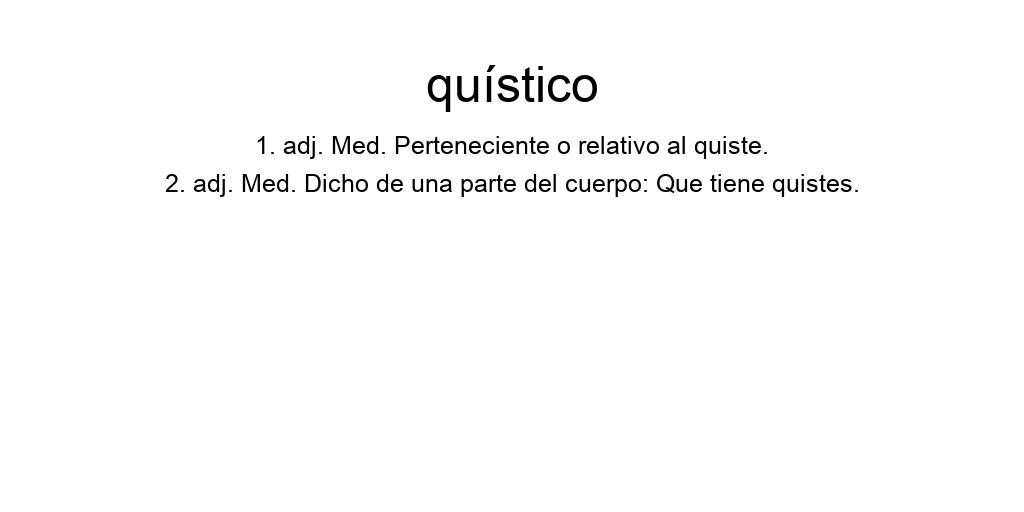 quístico
1. adj. Med. Perteneciente o relativo al quiste.
2. adj. Med. Dicho de una parte del cuerpo: Que tiene quistes.